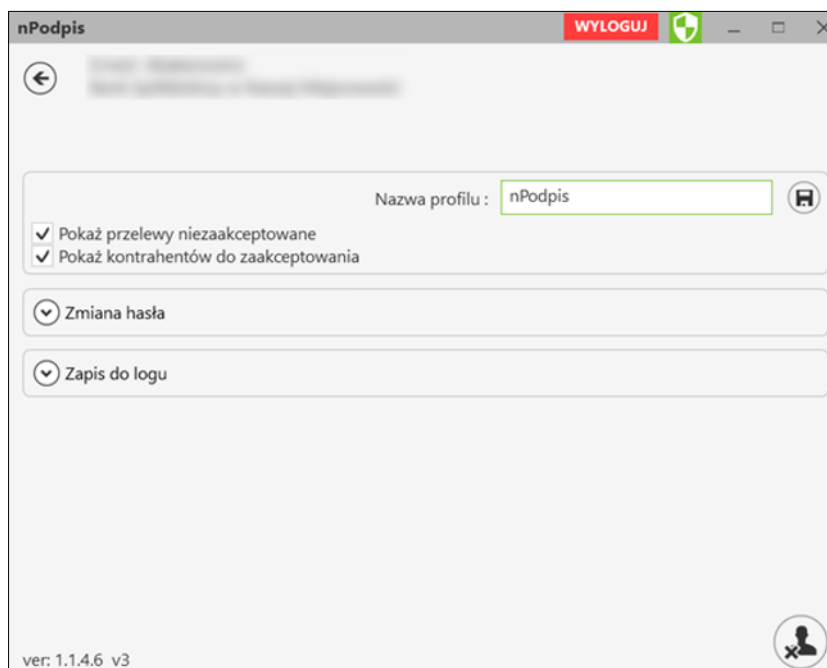 nPodpis WYLOGUJ
Nazwa profilu : nPodpis
Pokaż przelewy niezaakceptowane
Pokaż kontrahentów do zaakceptowania
Zmiana hasła
Zapis do logu
ver: 1.1.4.6 v3